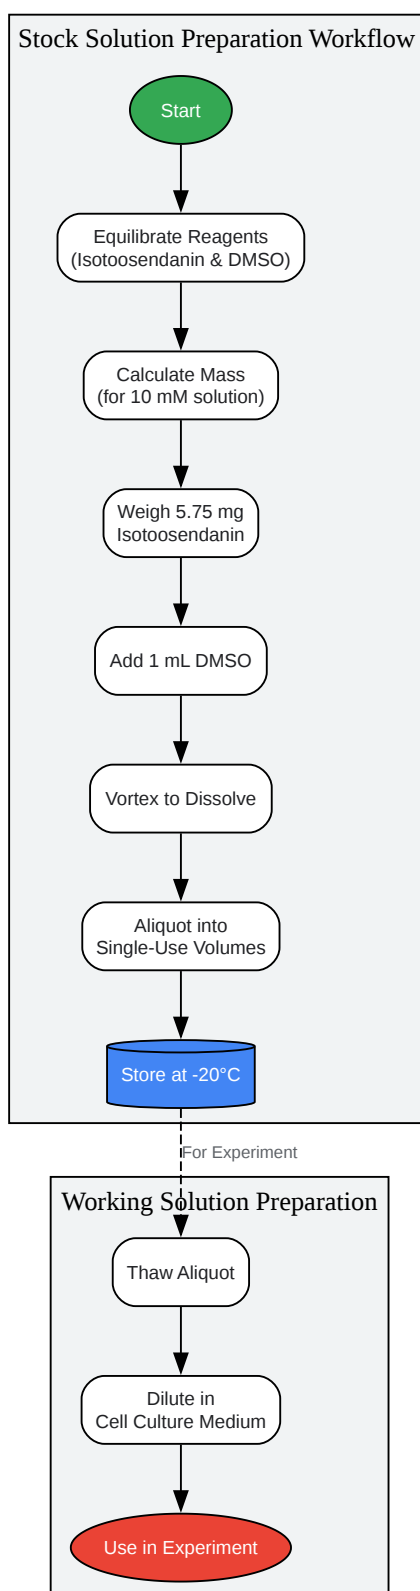 Stock Solution Preparation Workflow
Start
Equilibrate Reagents
(Isotoosendanin & DMSO)
Calculate Mass
(for 10 mM solution)
Weigh 5.75 mg
Isotoosendanin
Add 1 mL DMSO
Vortex to Dissolve
Aliquot into
Single-Use Volumes
Store at -20°C
For Experiment
Working Solution Preparation
Thaw Aliquot
Dilute in
Cell Culture Medium
Use in Experiment